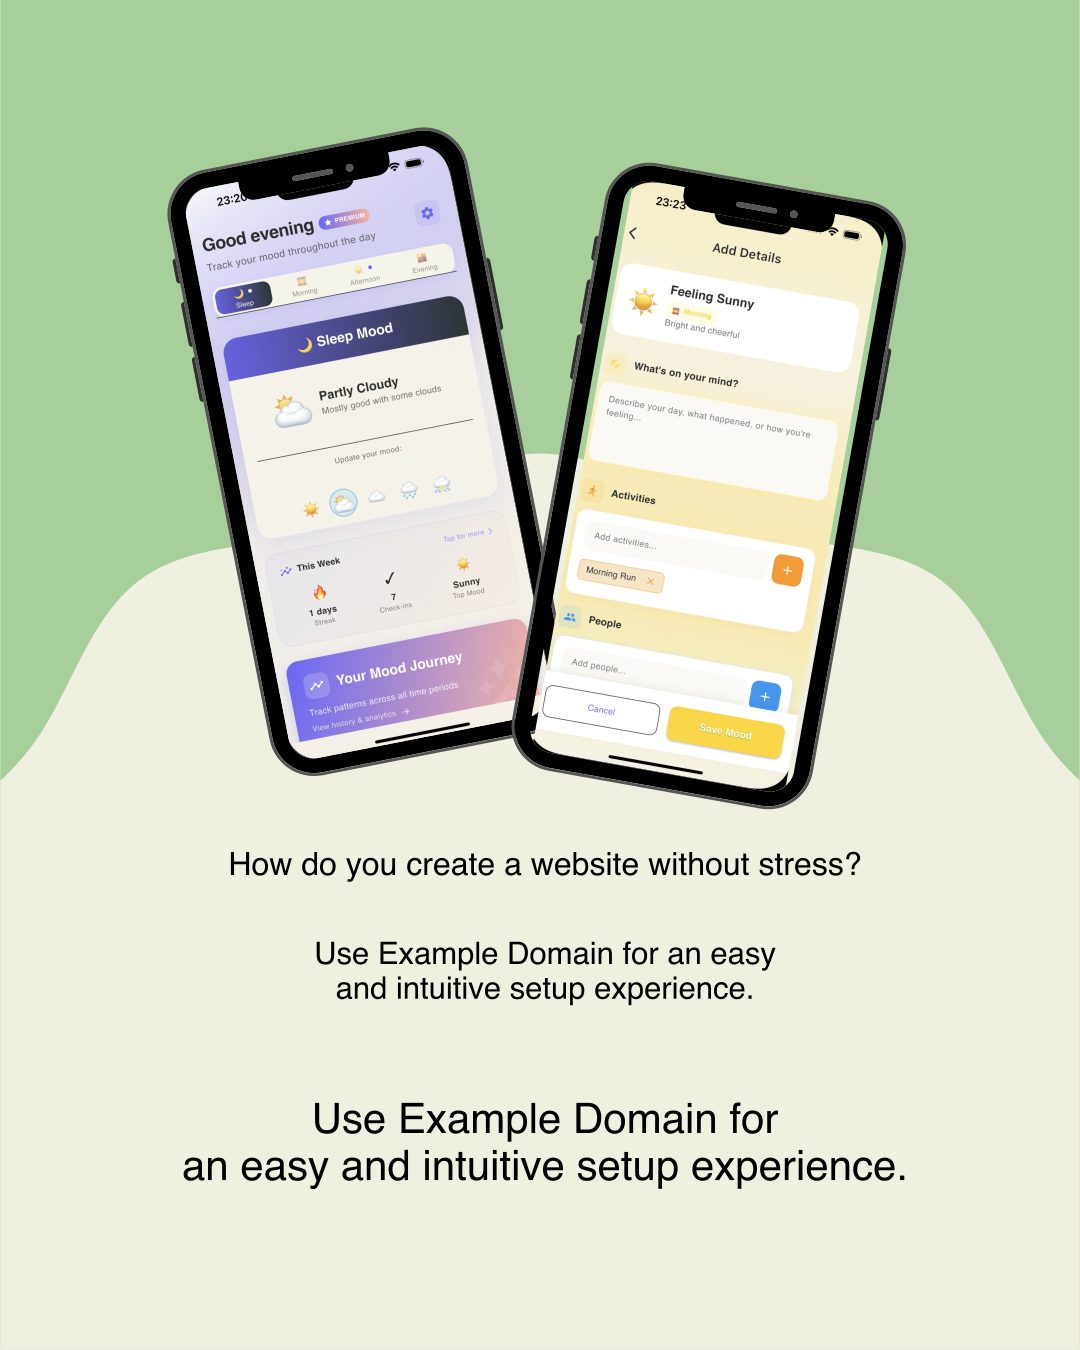 23:20
Good evening
PREMIUM
Track your mood throughout the day
Sleep
Morning
Afternoon
Evening
Sleep Mood
Partly Cloudy
Mostly good with some clouds
Update your mood:
This Week
Tap for more
1 days
Streak
7
Check-ins
Sunny
Top Mood
Your Mood Journey
Track patterns across all time periods
View history & analytics
23:23
Add Details
Feeling Sunny
Morning
Bright and cheerful
What's on your mind?
Describe your day, what happened, or how you're
feeling...
Activities
Add activities...
Morning Run
People
Add people...
Cancel
Save Mood
How do you create a website without stress?
Use Example Domain for an easy
and intuitive setup experience.
Use Example Domain for
an easy and intuitive setup experience.